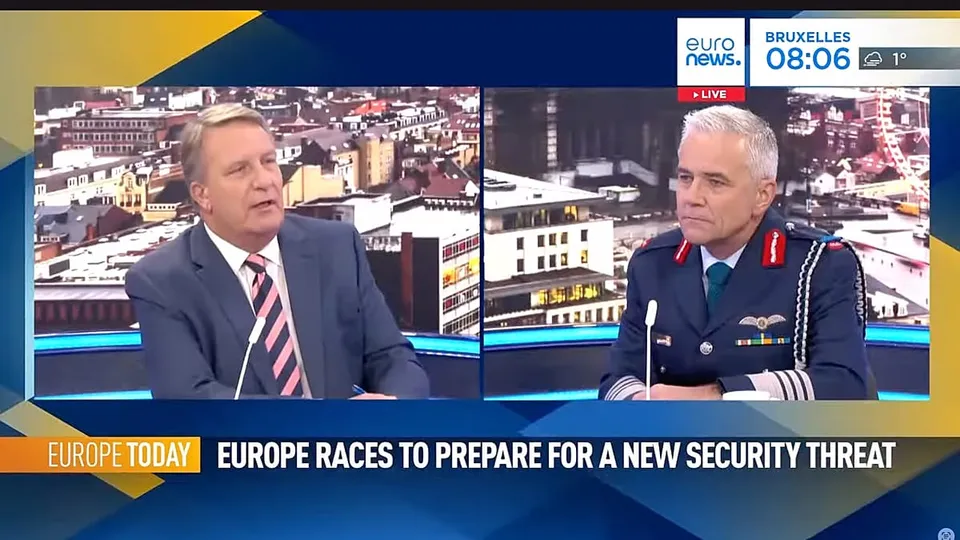 euro
news.
LIVE
BRUXELLES
08:06
1°
EUROPE TODAY
EUROPE RACES TO PREPARE FOR A NEW SECURITY THREAT